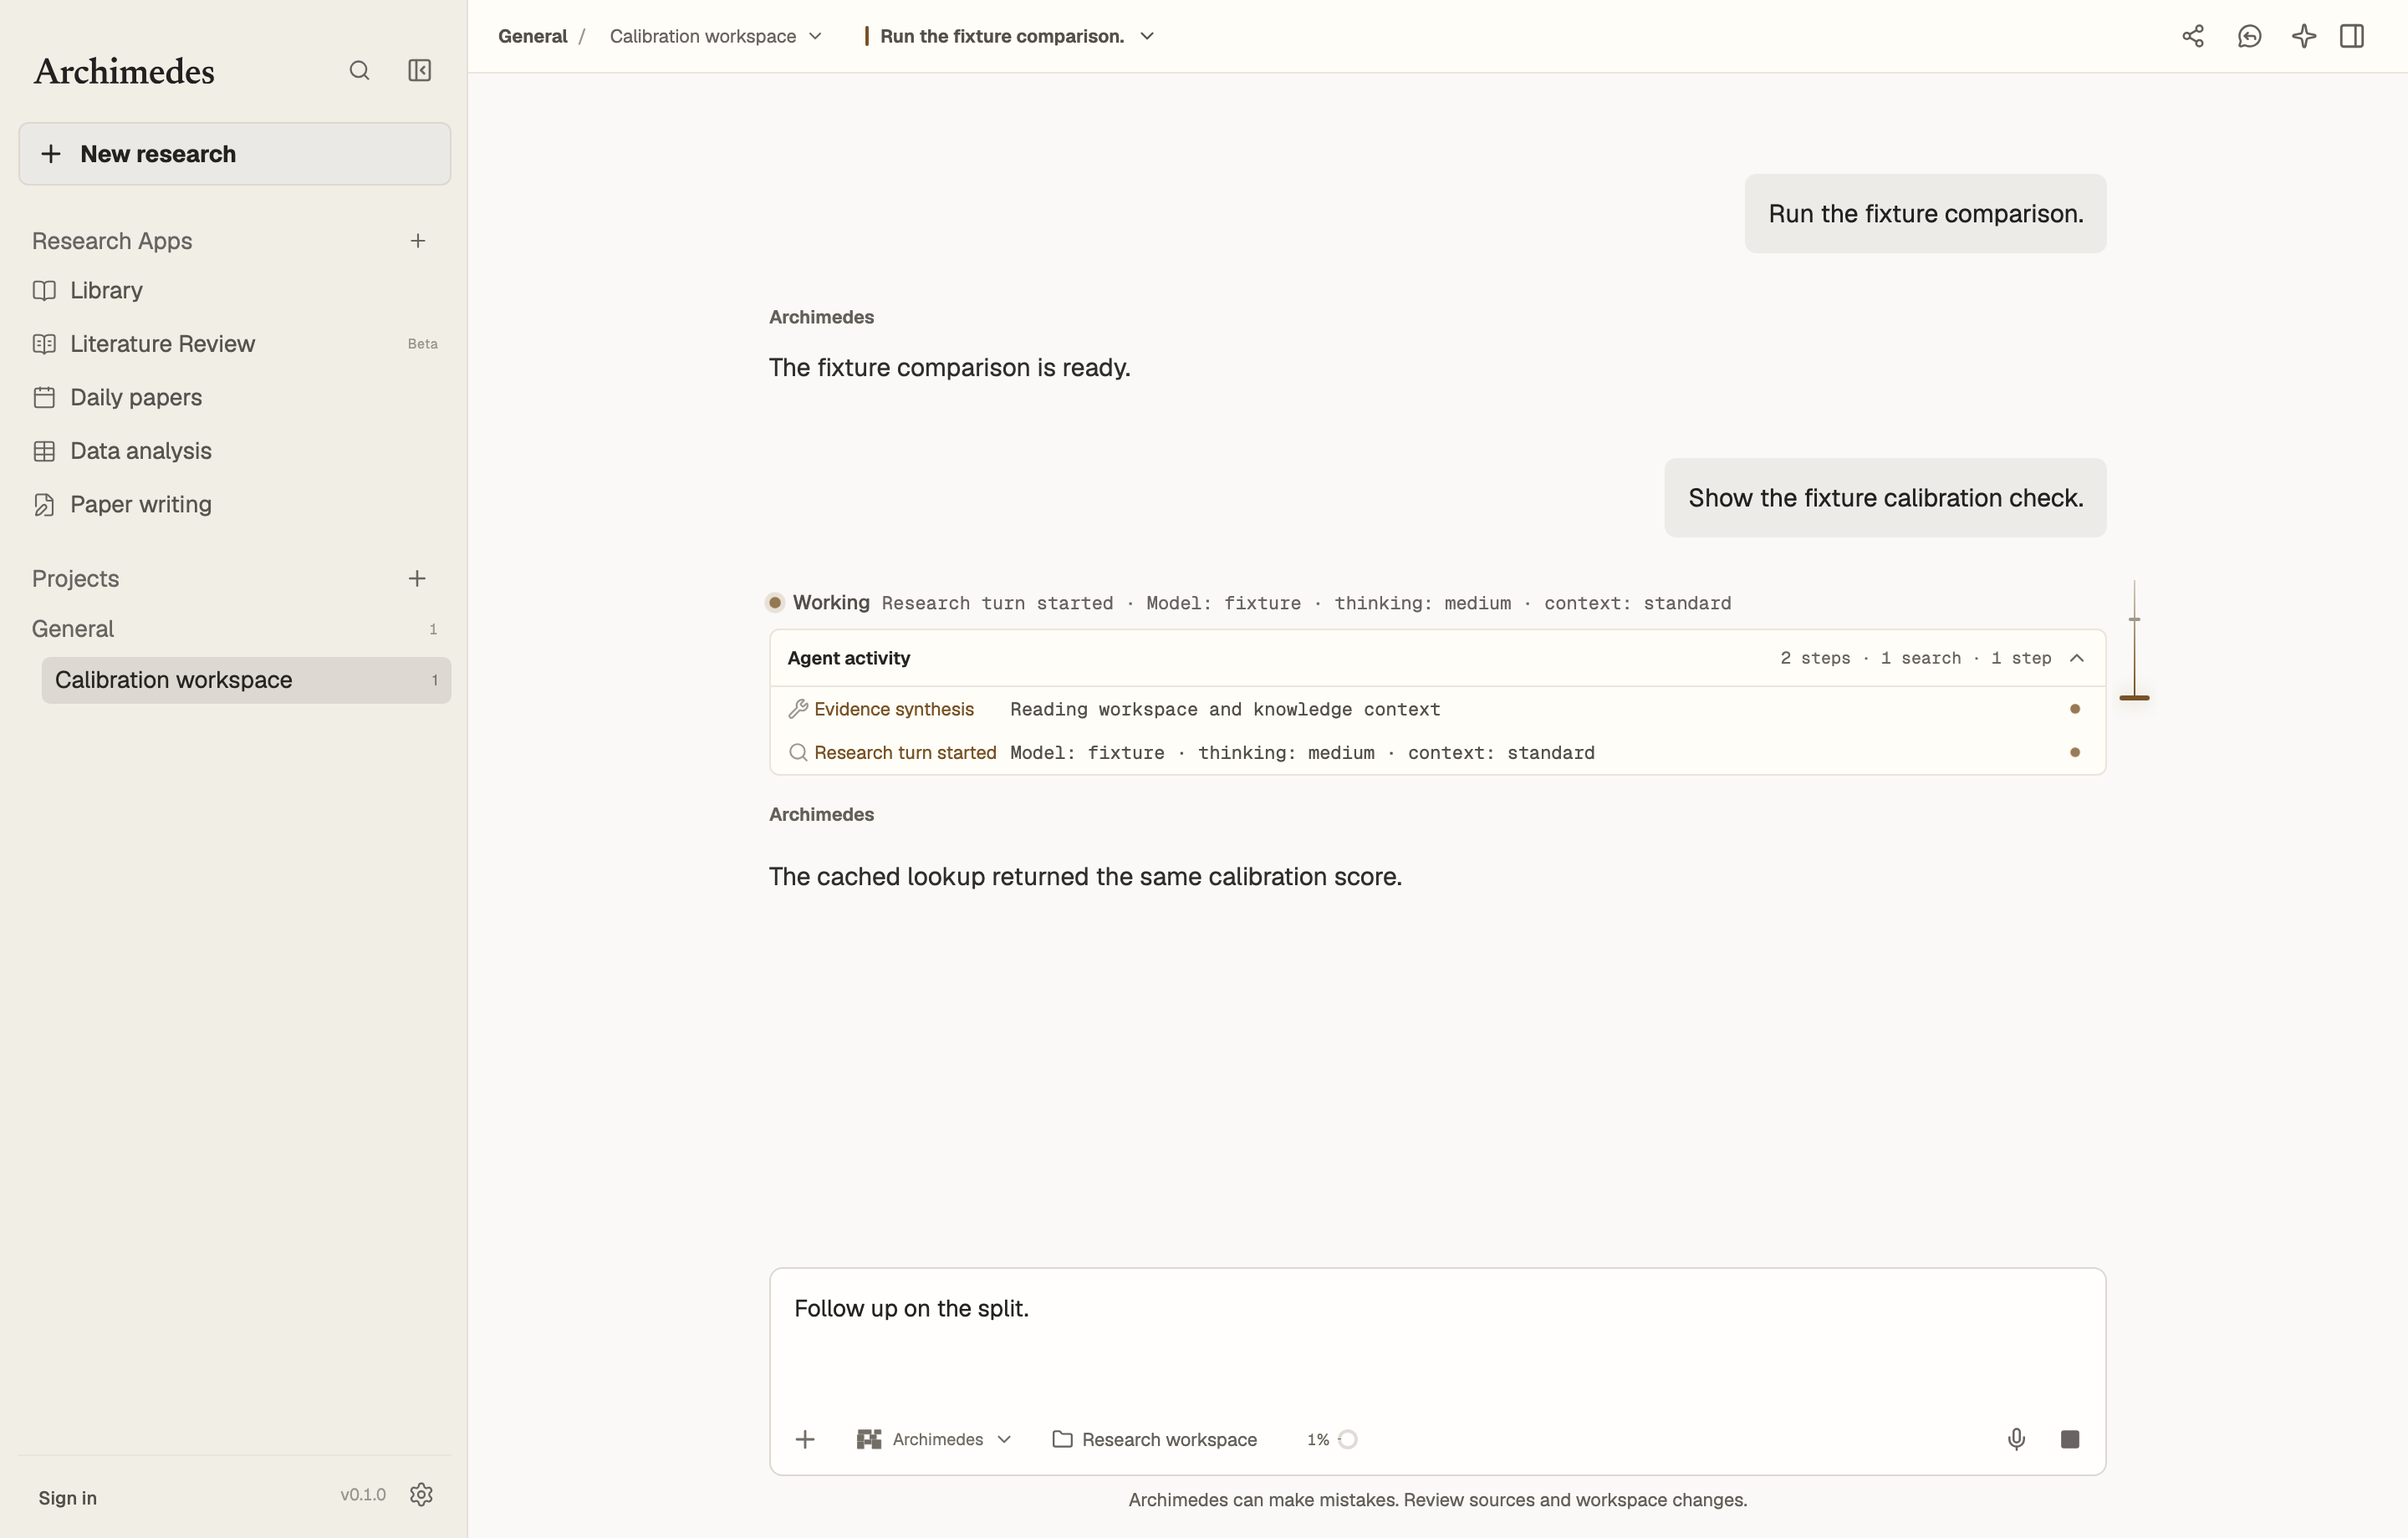 Archimedes
New research
Research Apps
Library
Literature Review Beta
Daily papers
Data analysis
Paper writing
Projects
General 1
Calibration workspace 1
Sign in v0.1.0
General / Calibration workspace Run the fixture comparison.
Run the fixture comparison.
Archimedes
The fixture comparison is ready.
Show the fixture calibration check.
Working Research turn started · Model: fixture · thinking: medium · context: standard
Agent activity 2 steps · 1 search · 1 step
Evidence synthesis Reading workspace and knowledge context
Research turn started Model: fixture · thinking: medium · context: standard
Archimedes
The cached lookup returned the same calibration score.
Follow up on the split.
Archimedes Research workspace 1%
Archimedes can make mistakes. Review sources and workspace changes.